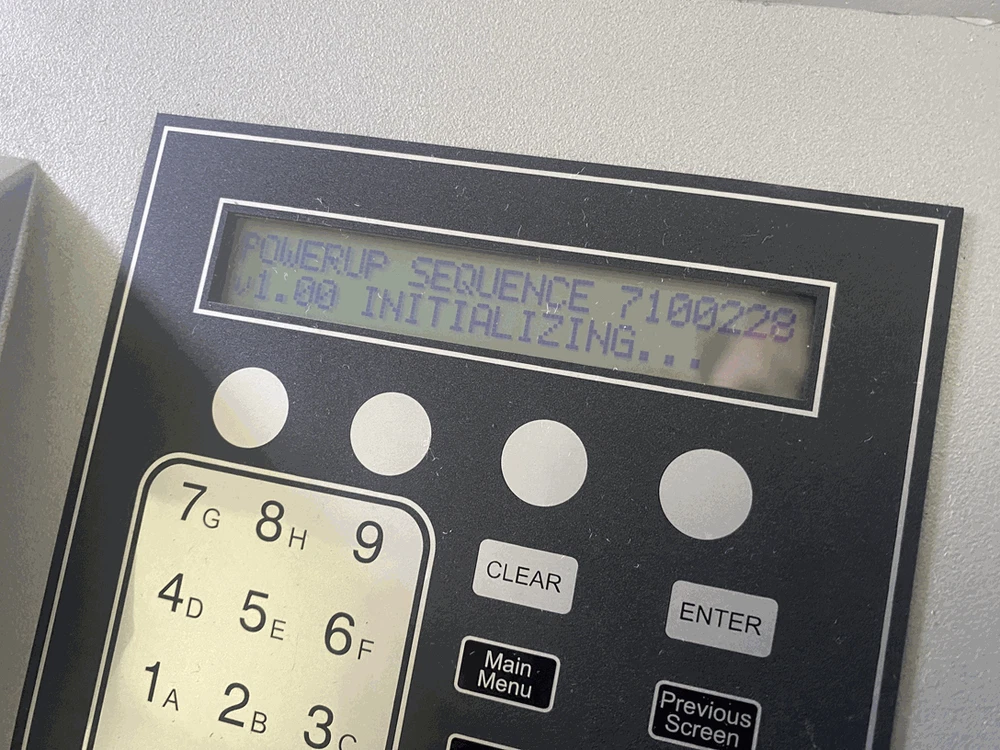 POWERUP SEQUENCE 7100228
v1.00 INITIALIZING...
7G 8H 9
CLEAR
ENTER
4D 5E 6F
Main
Menu
1A 2B 3C
Previous
Screen